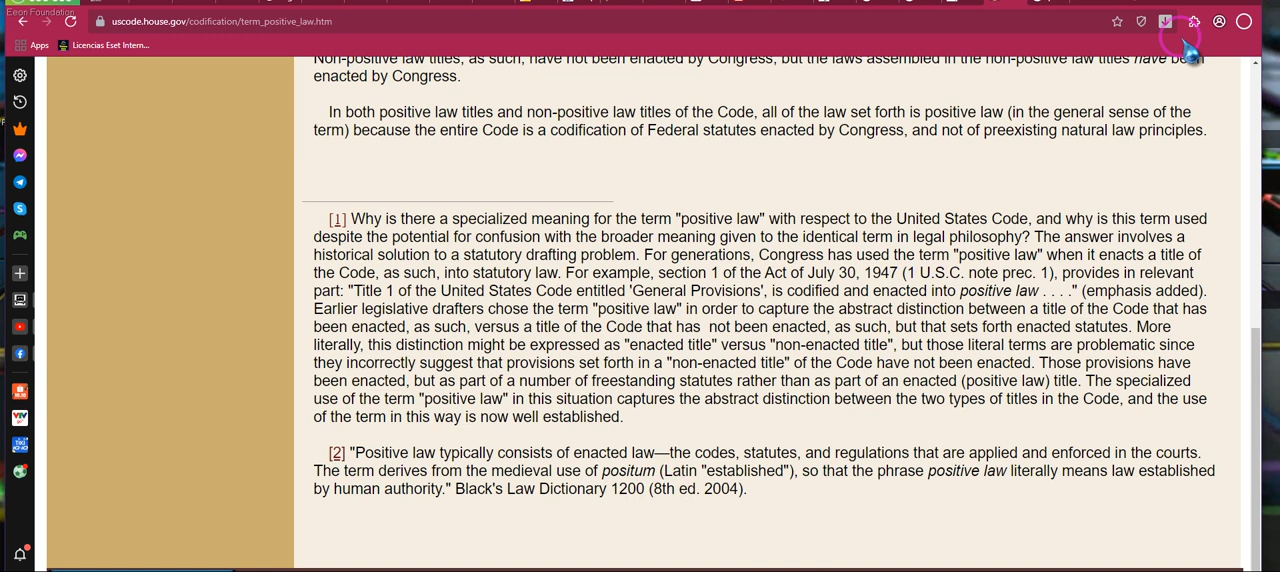 Eeon Foundation
uscode.house.gov/codification/term_positive_law.htm
Apps
Licencias Eset Intern...
Non-positive law titles, as such, have not been enacted by Congress, but the laws assembled in the non-positive law titles have been
enacted by Congress.
In both positive law titles and non-positive law titles of the Code, all of the law set forth is positive law (in the general sense of the
term) because the entire Code is a codification of Federal statutes enacted by Congress, and not of preexisting natural law principles.
[1] Why is there a specialized meaning for the term "positive law" with respect to the United States Code, and why is this term used
despite the potential for confusion with the broader meaning given to the identical term in legal philosophy? The answer involves a
historical solution to a statutory drafting problem. For generations, Congress has used the term "positive law" when it enacts a title of
the Code, as such, into statutory law. For example, section 1 of the Act of July 30, 1947 (1 U.S.C. note prec. 1), provides in relevant
part: "Title 1 of the United States Code entitled 'General Provisions', is codified and enacted into positive law . . . ." (emphasis added).
Earlier legislative drafters chose the term "positive law" in order to capture the abstract distinction between a title of the Code that has
been enacted, as such, versus a title of the Code that has not been enacted, as such, but that sets forth enacted statutes. More
literally, this distinction might be expressed as "enacted title" versus "non-enacted title", but those literal terms are problematic since
they incorrectly suggest that provisions set forth in a "non-enacted title" of the Code have not been enacted. Those provisions have
been enacted, but as part of a number of freestanding statutes rather than as part of an enacted (positive law) title. The specialized
use of the term "positive law" in this situation captures the abstract distinction between the two types of titles in the Code, and the use
of the term in this way is now well established.
[2] "Positive law typically consists of enacted law—the codes, statutes, and regulations that are applied and enforced in the courts.
The term derives from the medieval use of positum (Latin "established"), so that the phrase positive law literally means law established
by human authority." Black's Law Dictionary 1200 (8th ed. 2004).